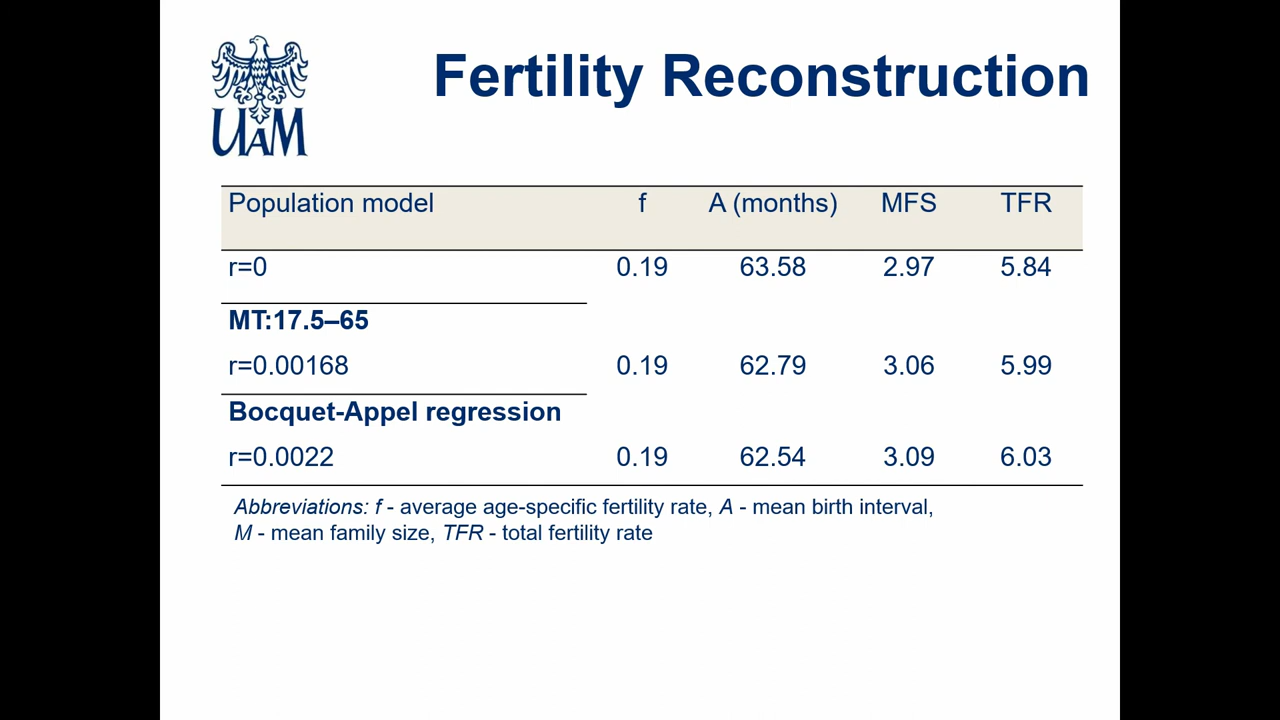 UAM
Fertility Reconstruction
Population model f A (months) MFS TFR
r=0 0.19 63.58 2.97 5.84
MT:17.5–65
r=0.00168 0.19 62.79 3.06 5.99
Bocquet-Appel regression
r=0.0022 0.19 62.54 3.09 6.03
Abbreviations: f - average age-specific fertility rate, A - mean birth interval,
M - mean family size, TFR - total fertility rate